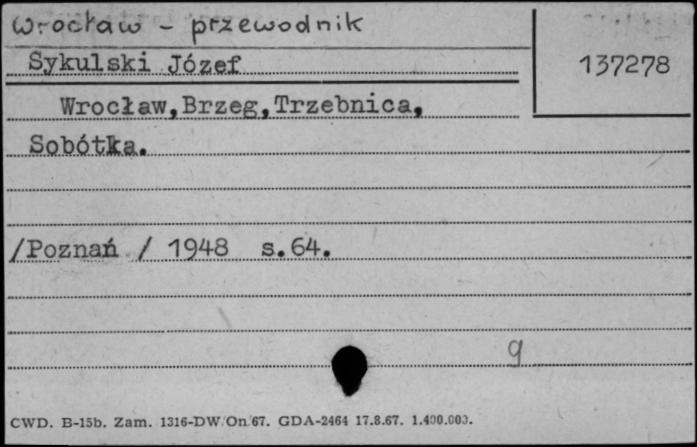 Wrocław - przewodnik
Sykulski Józef
137278
Wrocław, Brzeg, Trzebnica,
Sobótka.
/Poznań / 1948 s.64.
9
CWD. B-15b. Zam. 1316-DW/On/67. GDA-2464 17.8.67. 1.400.000.